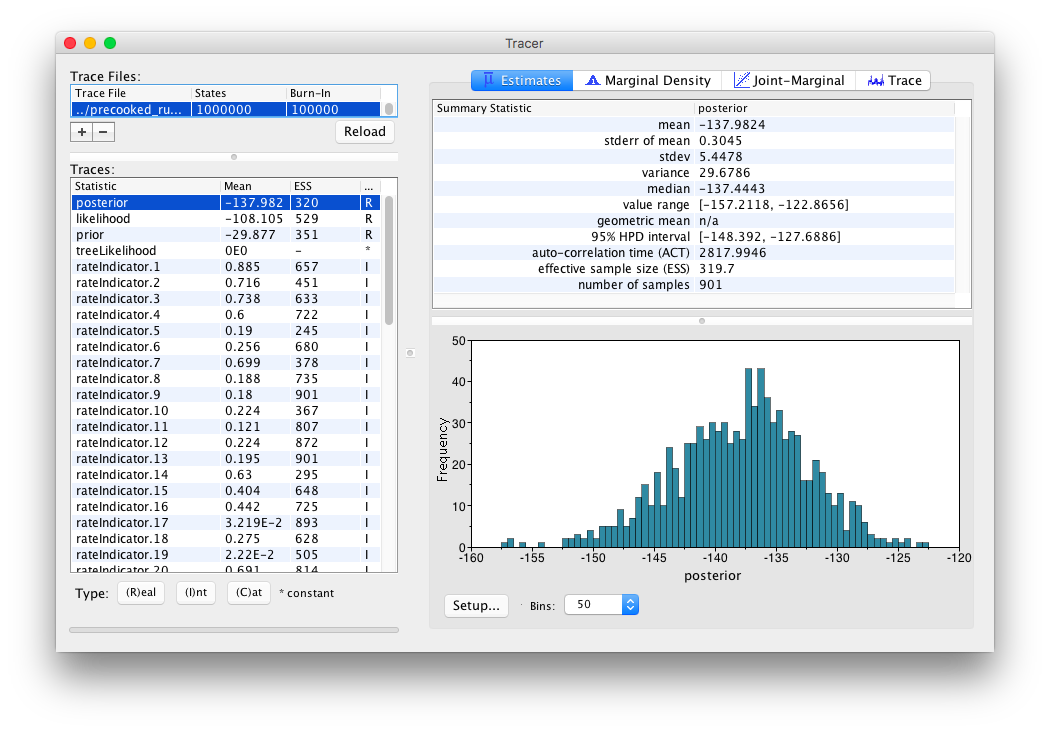 Tracer
Trace Files:
Trace File States Burn-In
../precooked_ru... 1000000 100000
+ − Reload
Traces:
Statistic Mean ESS ...
posterior -137.982 320 R
likelihood -108.105 529 R
prior -29.877 351 R
treeLikelihood 0E0 - *
rateIndicator.1 0.885 657 I
rateIndicator.2 0.716 451 I
rateIndicator.3 0.738 633 I
rateIndicator.4 0.6 722 I
rateIndicator.5 0.19 245 I
rateIndicator.6 0.256 680 I
rateIndicator.7 0.699 378 I
rateIndicator.8 0.188 735 I
rateIndicator.9 0.18 901 I
rateIndicator.10 0.224 367 I
rateIndicator.11 0.121 807 I
rateIndicator.12 0.224 872 I
rateIndicator.13 0.195 901 I
rateIndicator.14 0.63 295 I
rateIndicator.15 0.404 648 I
rateIndicator.16 0.442 725 I
rateIndicator.17 3.219E-2 893 I
rateIndicator.18 0.275 628 I
rateIndicator.19 2.22E-2 505 I
rateIndicator.20 0.691 814 I
Type: (R)eal (I)nt (C)at * constant
Estimates Marginal Density Joint-Marginal Trace
Summary Statistic posterior
mean -137.9824
stderr of mean 0.3045
stdev 5.4478
variance 29.6786
median -137.4443
value range [-157.2118, -122.8656]
geometric mean n/a
95% HPD interval [-148.392, -127.6886]
auto-correlation time (ACT) 2817.9946
effective sample size (ESS) 319.7
number of samples 901
50
40
30
20
10
0
Frequency
-160 -155 -150 -145 -140 -135 -130 -125 -120
posterior
Setup... Bins: 50